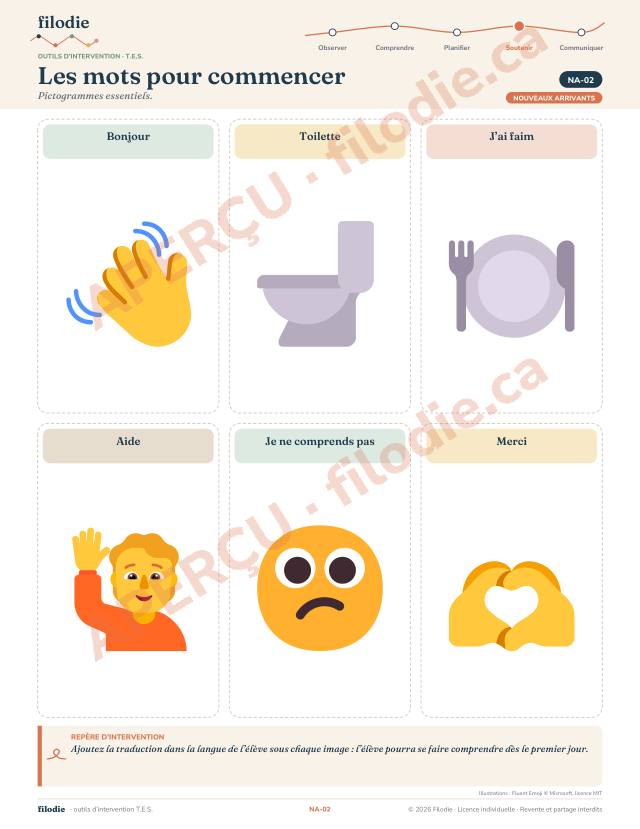 filodie
OUTILS D'INTERVENTION · T.E.S.
Observer
Comprendre
Planifier
Soutenir
Communiquer
Les mots pour commencer
Pictogrammes essentiels.
NA-02
NOUVEAUX ARRIVANTS
Bonjour
Toilette
J'ai faim
APERÇU · filodie.ca
Aide
Je ne comprends pas
Merci
APERÇU · filodie.ca
REPÈRE D'INTERVENTION
Ajoutez la traduction dans la langue de l'élève sous chaque image : l'élève pourra se faire comprendre dès le premier jour.
Illustrations : Fluent Emoji © Microsoft, licence MIT
filodie · outils d'intervention T.E.S.
NA-02
© 2026 Filodie · Licence individuelle · Revente et partage interdits